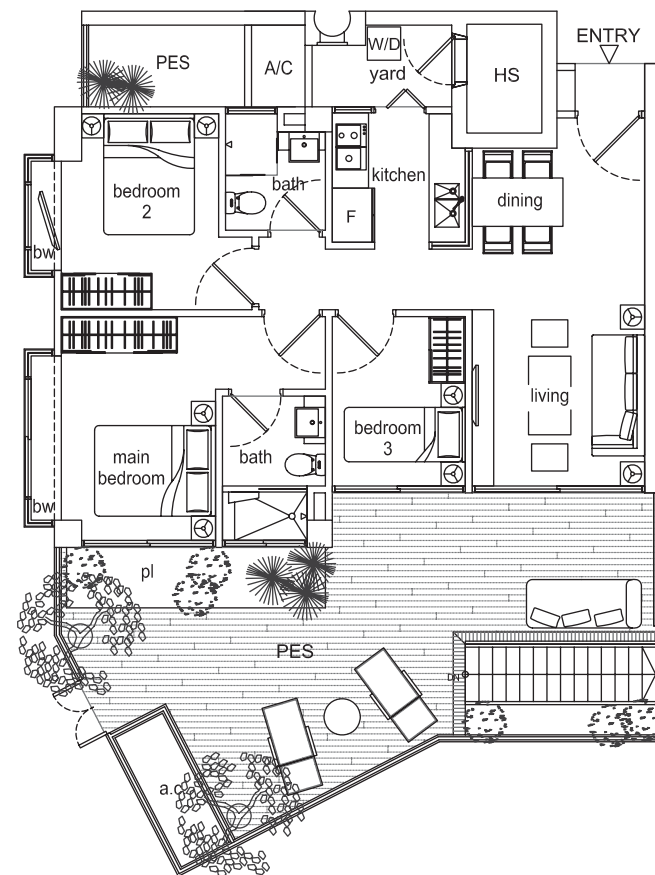 ENTRY
PES
A/C
W/D
yard
HS
bedroom
2
bath
kitchen
F
dining
bw
living
main
bedroom
bath
bedroom
3
bw
pl
PES
DN
a.c